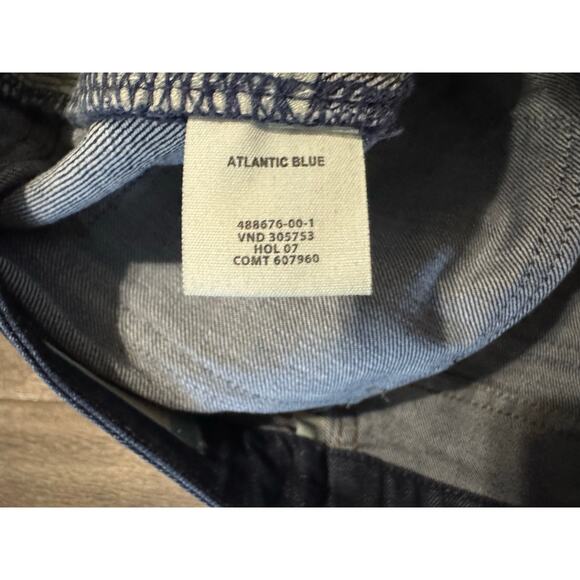 ATLANTIC BLUE
488676-00-1
VND 305753
HOL 07
COMT 607960